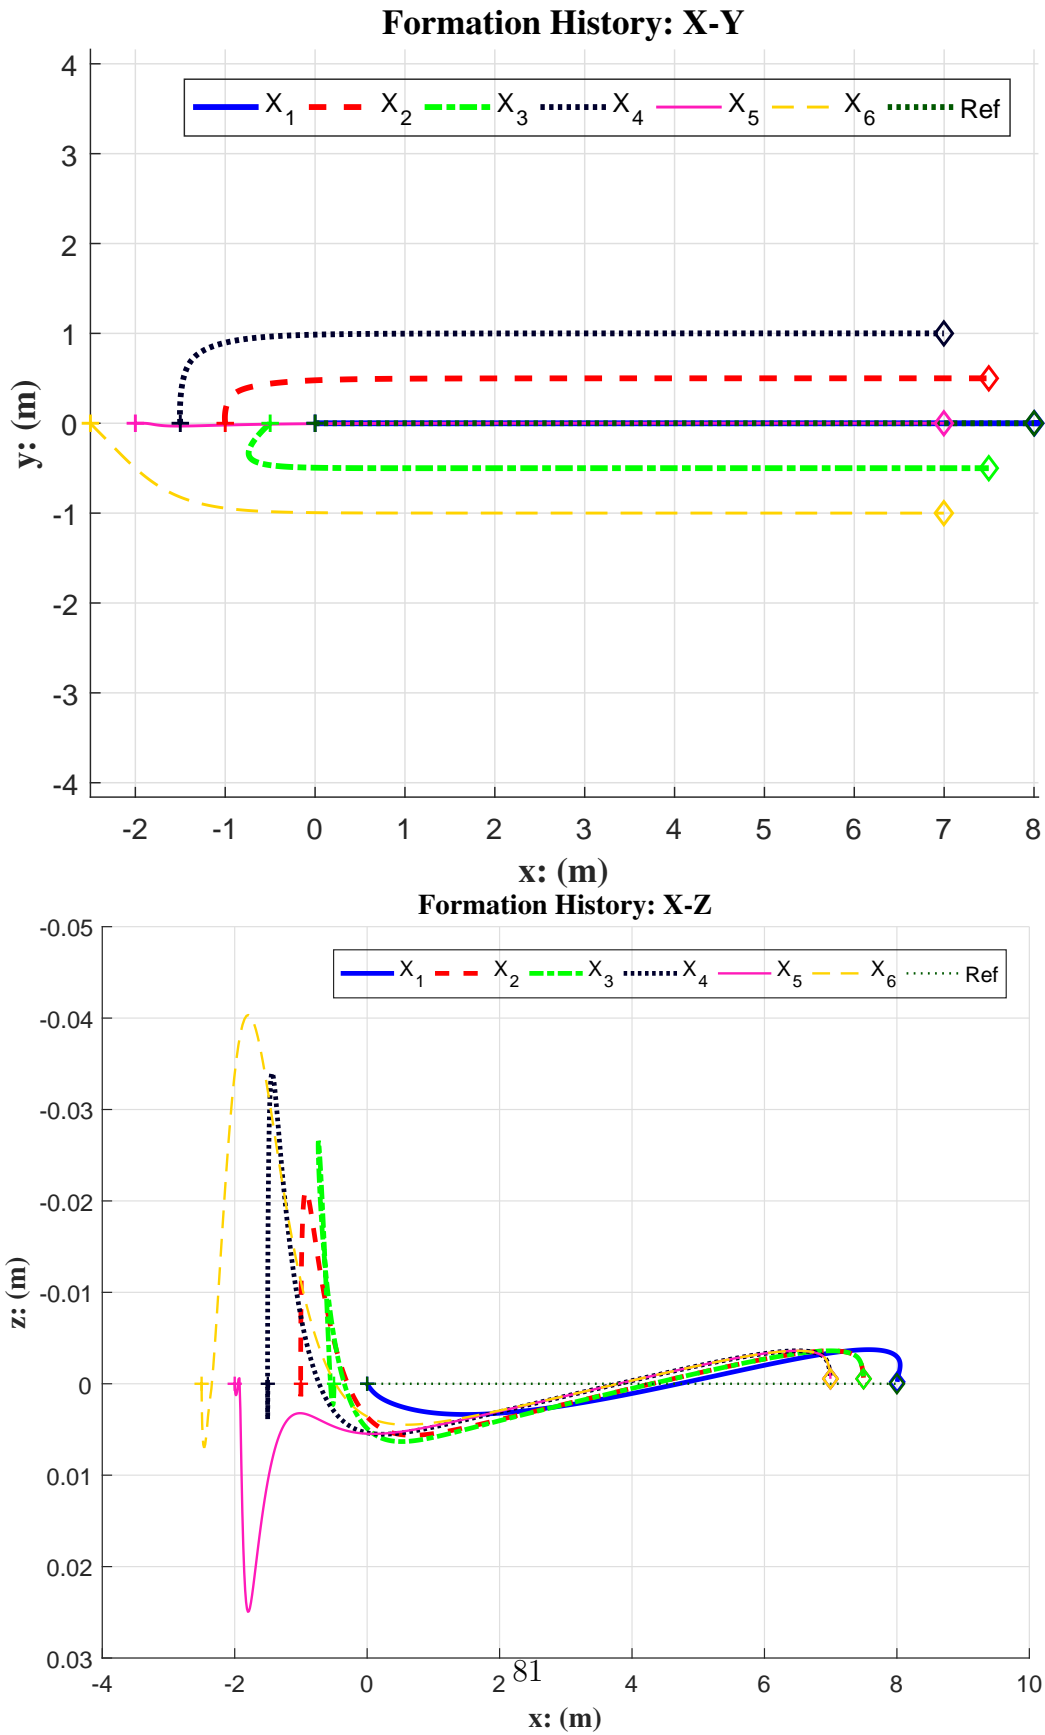 Formation History: X-Y
X1 X2 X3 X4 X5 X6 Ref
4
3
2
1
0
-1
-2
-3
-4
y: (m)
-2 -1 0 1 2 3 4 5 6 7 8
x: (m)
Formation History: X-Z
X1 X2 X3 X4 X5 X6 Ref
-0.05
-0.04
-0.03
-0.02
-0.01
0
0.01
0.02
0.03
z: (m)
-4 -2 0 2 4 6 8 10
81
x: (m)